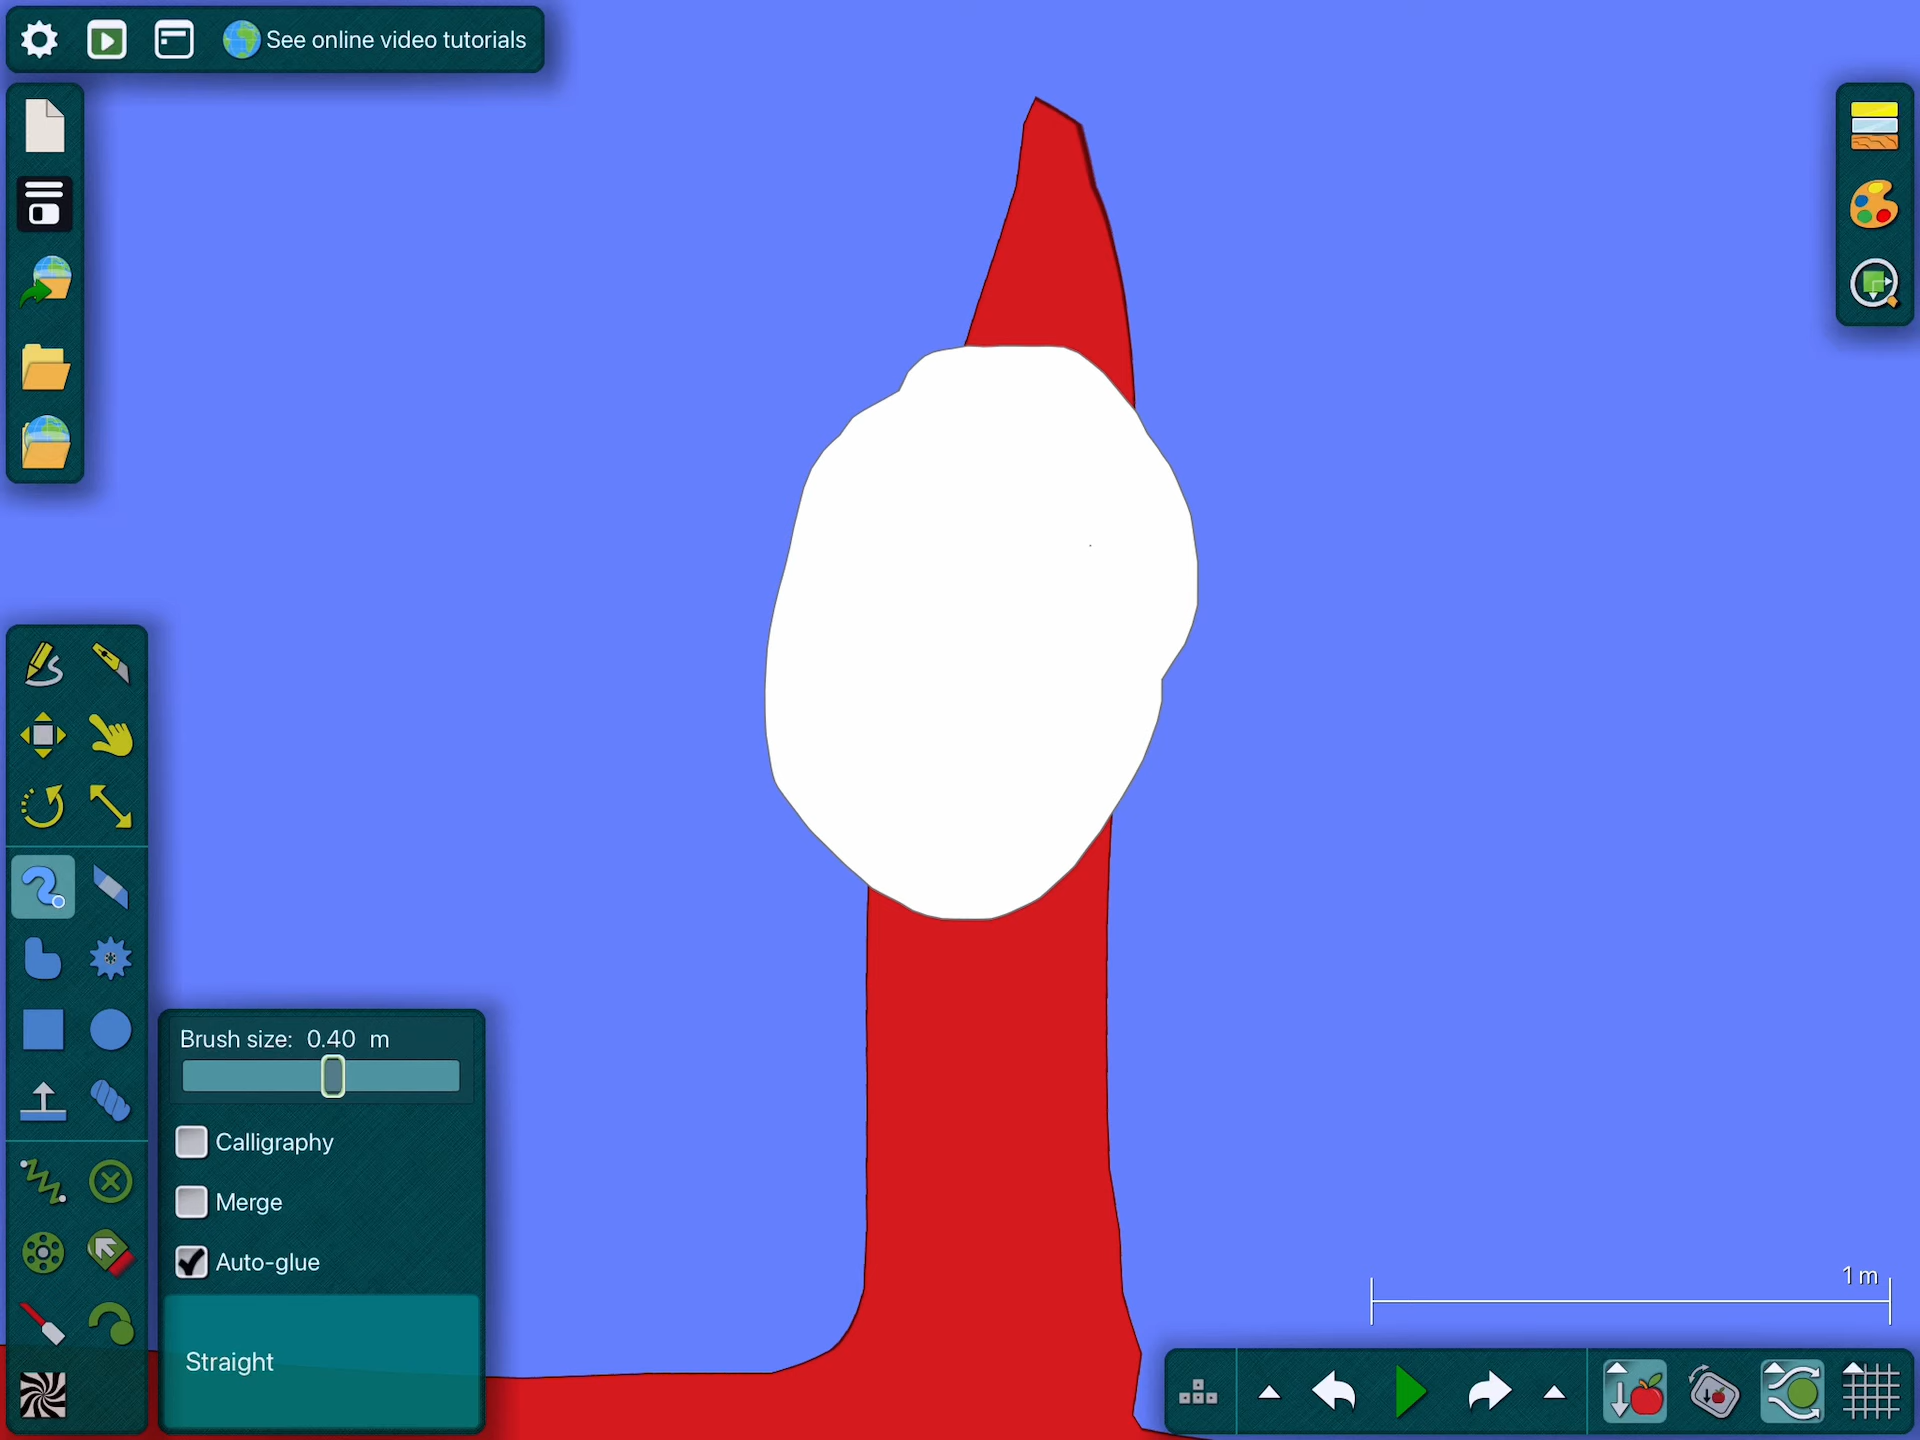 See online video tutorials
Brush size: 0.40 m
Calligraphy
Merge
Auto-glue
Straight
1 m